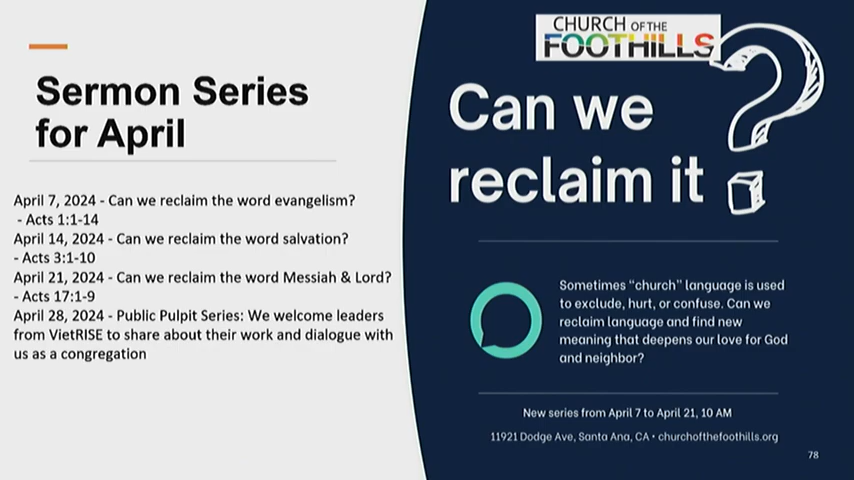 Sermon Series
for April
April 7, 2024 - Can we reclaim the word evangelism?
- Acts 1:1-14
April 14, 2024 - Can we reclaim the word salvation?
- Acts 3:1-10
April 21, 2024 - Can we reclaim the word Messiah & Lord?
- Acts 17:1-9
April 28, 2024 - Public Pulpit Series: We welcome leaders
from VietRISE to share about their work and dialogue with
us as a congregation
CHURCH OF THE
FOOTHILLS
Can we
reclaim it?
Sometimes “church” language is used
to exclude, hurt, or confuse. Can we
reclaim language and find new
meaning that deepens our love for God
and neighbor?
New series from April 7 to April 21, 10 AM
11921 Dodge Ave, Santa Ana, CA • churchofthefoothills.org
78